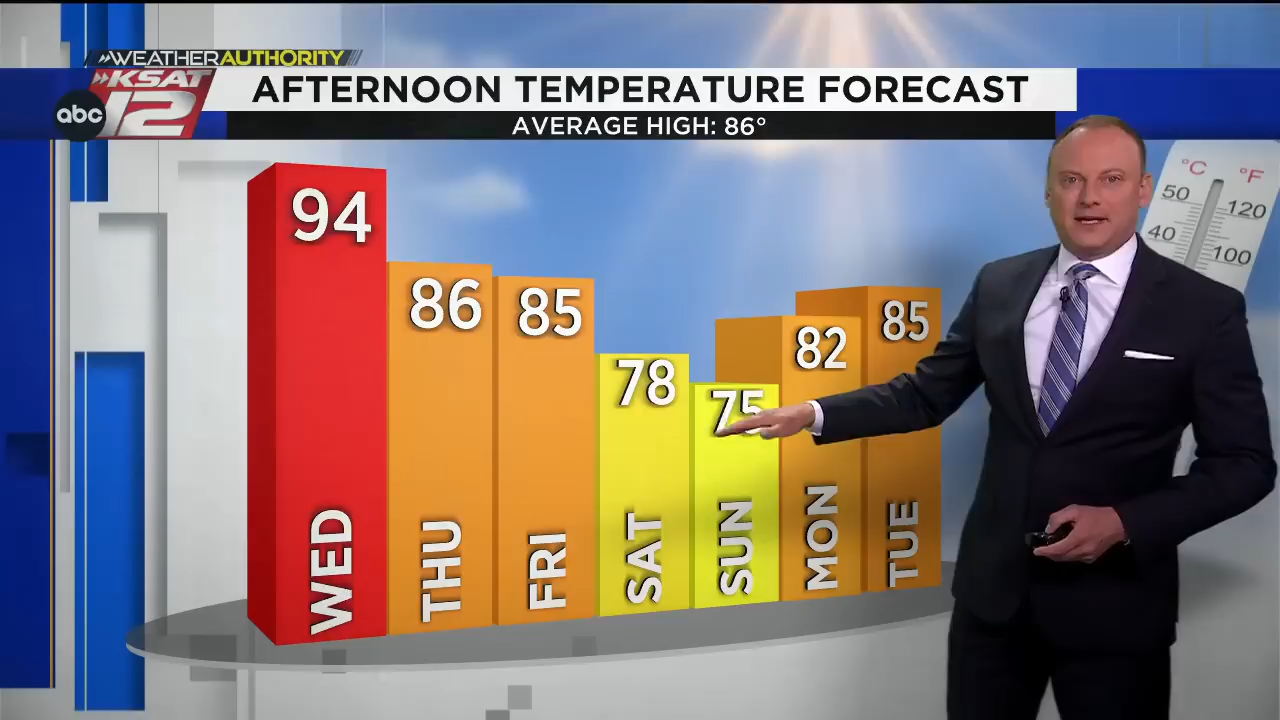 WEATHERAUTHORITY
KSAT
abc
12
AFTERNOON TEMPERATURE FORECAST
AVERAGE HIGH: 86°
94
86
85
78
75
82
85
WED
THU
FRI
SAT
SUN
MON
TUE
°C °F
50 120
40 100